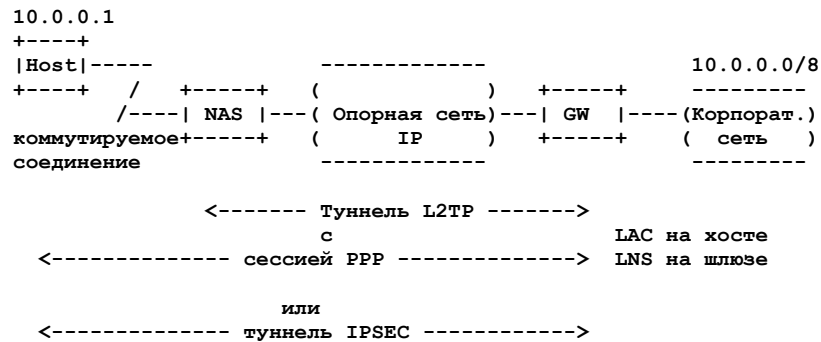 10.0.0.1
+----+
|Host|----- ------------- 10.0.0.0/8
+----+ / +-----+ ( ) +-----+ ---------
/----| NAS |---( Опорная сеть)---| GW |----(Корпорат.)
коммутируемое+-----+ ( IP ) +-----+ ( сеть )
соединение ------------- ---------
<------- Туннель L2TP ------->
с LAC на хосте
<-------------- сессией PPP -------------> LNS на шлюзе
или
<-------------- туннель IPSEC ------------>